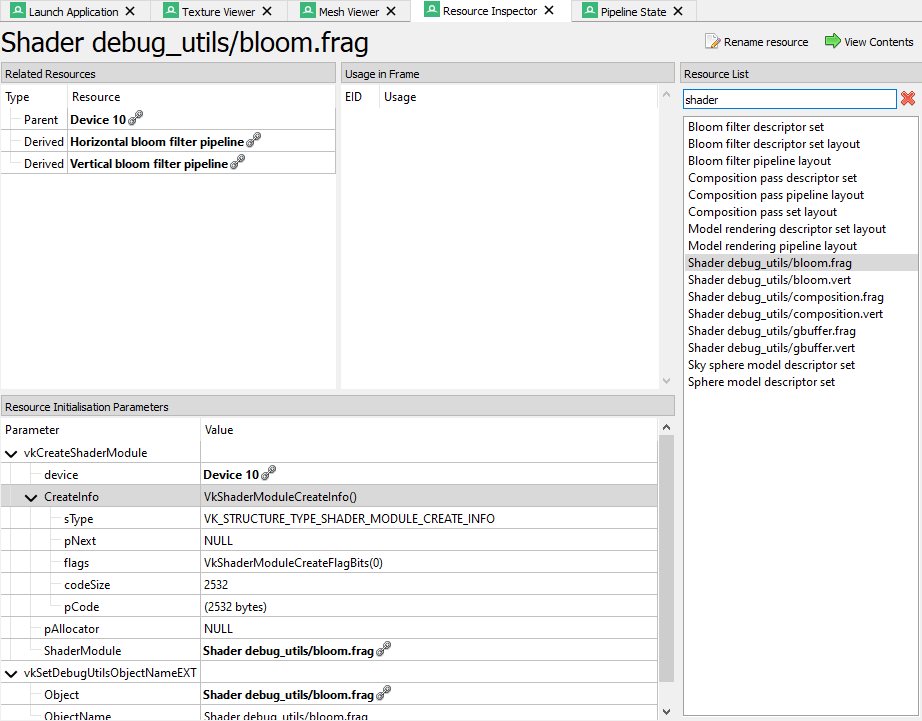 Launch Application
Texture Viewer
Mesh Viewer
Resource Inspector
Pipeline State
Shader debug_utils/bloom.frag
Rename resource
View Contents
Related Resources
Type Resource
Parent Device 10
Derived Horizontal bloom filter pipeline
Derived Vertical bloom filter pipeline
Usage in Frame
EID Usage
Resource List
shader
Bloom filter descriptor set
Bloom filter descriptor set layout
Bloom filter pipeline layout
Composition pass descriptor set
Composition pass pipeline layout
Composition pass set layout
Model rendering descriptor set layout
Model rendering pipeline layout
Shader debug_utils/bloom.frag
Shader debug_utils/bloom.vert
Shader debug_utils/composition.frag
Shader debug_utils/composition.vert
Shader debug_utils/gbuffer.frag
Shader debug_utils/gbuffer.vert
Sky sphere model descriptor set
Sphere model descriptor set
Resource Initialisation Parameters
Parameter Value
vkCreateShaderModule
device Device 10
CreateInfo VkShaderModuleCreateInfo()
sType VK_STRUCTURE_TYPE_SHADER_MODULE_CREATE_INFO
pNext NULL
flags VkShaderModuleCreateFlagBits(0)
codeSize 2532
pCode (2532 bytes)
pAllocator NULL
ShaderModule Shader debug_utils/bloom.frag
vkSetDebugUtilsObjectNameEXT
Object Shader debug_utils/bloom.frag
ObjectName Shader debug_utils/bloom.frag